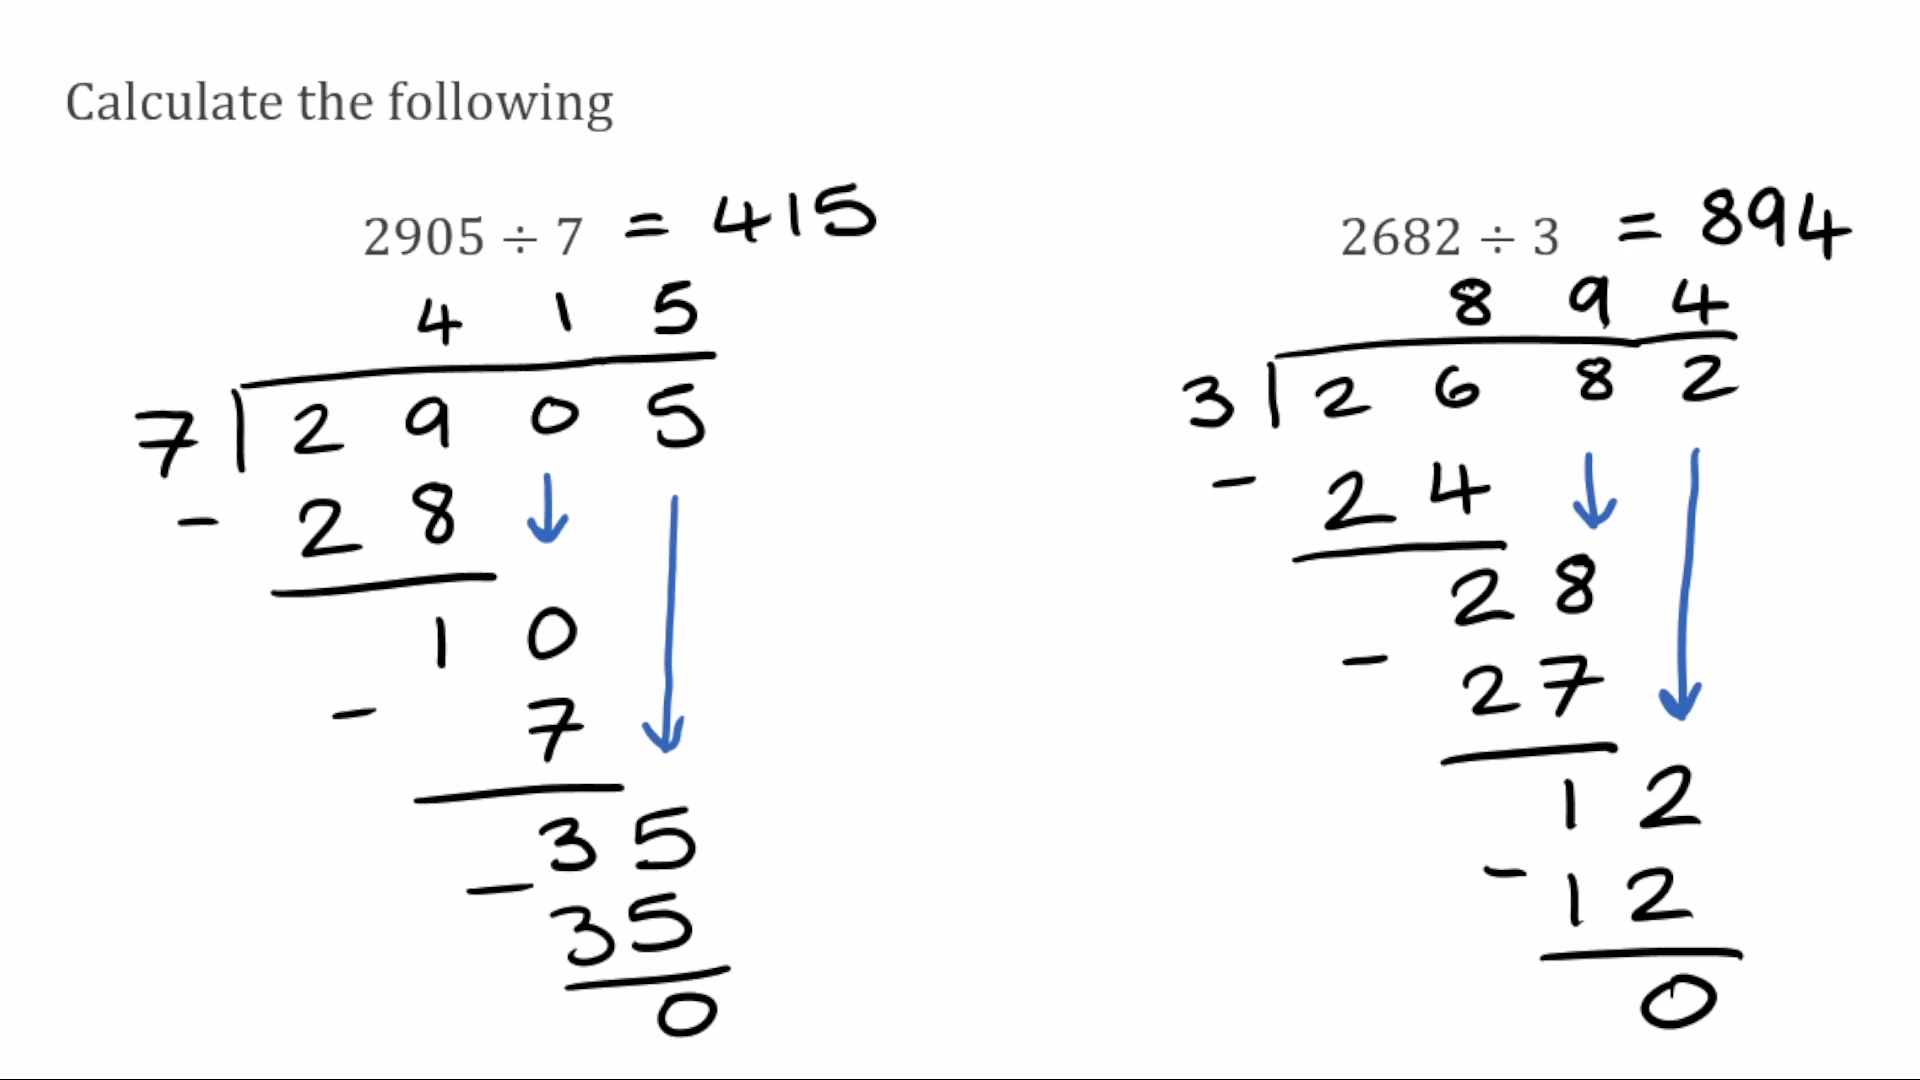 Calculate the following
2905 ÷ 7 = 415
4 1 5
7 2 9 0 5
- 2 8
1 0
- 7
3 5
- 3 5
0
2682 ÷ 3 = 894
8 9 4
3 2 6 8 2
- 2 4
2 8
- 2 7
1 2
- 1 2
0